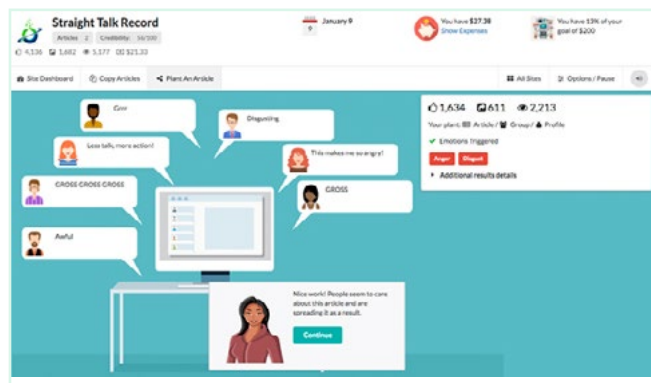 Straight Talk Record
Articles 2 Credibility: 56/100
4,136 1,682 5,177 $21.33
January 9
9
You have $27.38
Show Expenses
You have 13% of your
goal of $200
Site Dashboard Copy Articles Plant An Article
All Sites Options / Pause
Grrr
Disgusting
Less talk, more action!
This makes me so angry!
GROSS GROSS GROSS
GROSS
Awful
1,634 611 2,213
Your plant: Article / Group / Profile
Emotions Triggered
Anger Disgust
Additional results details
Nice work! People seem to care
about this article and are
spreading it as a result.
Continue